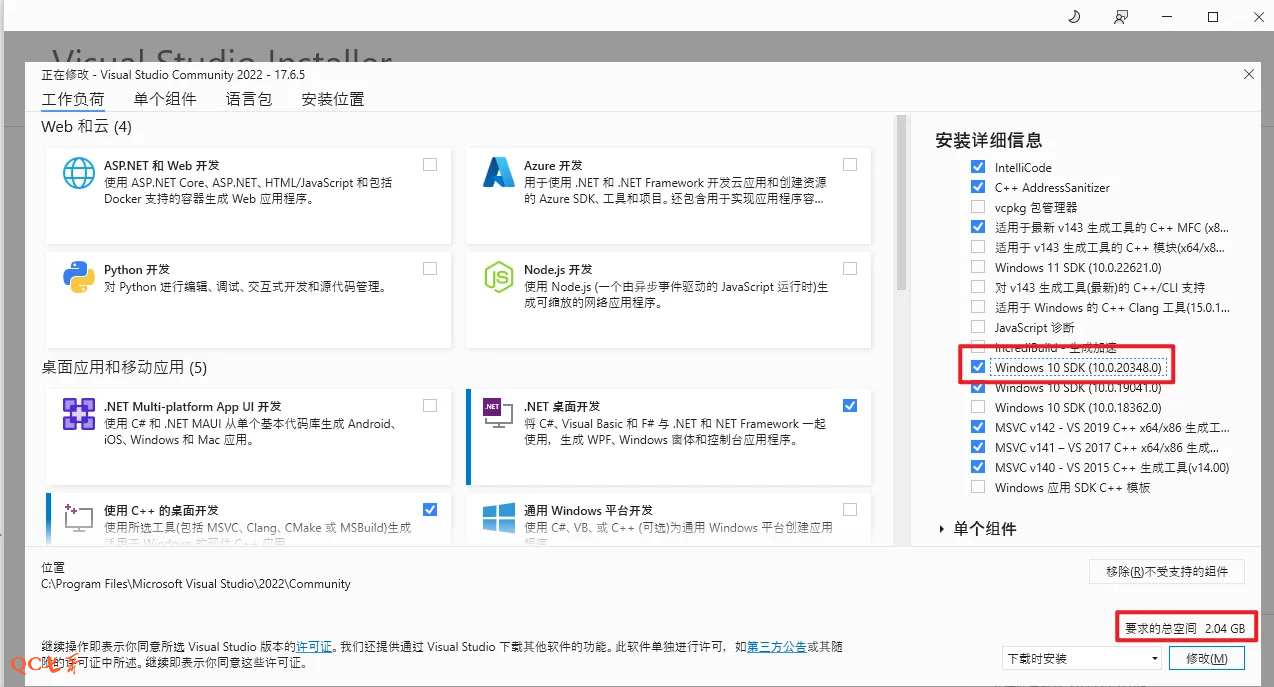 Visual Studio Installer
正在修改 - Visual Studio Community 2022 - 17.6.5
工作负荷 单个组件 语言包 安装位置
Web 和云 (4)
ASP.NET 和 Web 开发
使用 ASP.NET Core、ASP.NET、HTML/JavaScript 和包括
Docker 支持的容器生成 Web 应用程序。
Azure 开发
用于使用 .NET 和 .NET Framework 开发云应用和创建资源
的 Azure SDK、工具和项目。还包含用于实现应用程序容...
Python 开发
对 Python 进行编辑、调试、交互式开发和源代码管理。
Node.js 开发
使用 Node.js (一个由异步事件驱动的 JavaScript 运行时)生
成可缩放的网络应用程序。
桌面应用和移动应用 (5)
.NET Multi-platform App UI 开发
使用 C# 和 .NET MAUI 从单个基本代码库生成 Android、
iOS、Windows 和 Mac 应用。
.NET
.NET 桌面开发
将 C#、Visual Basic 和 F# 与 .NET 和 .NET Framework 一起
使用，生成 WPF、Windows 窗体和控制台应用程序。
使用 C++ 的桌面开发
使用所选工具(包括 MSVC、Clang、CMake 或 MSBuild)生成
适用于 Windows 的现代 C++ 应用
通用 Windows 平台开发
使用 C#、VB、或 C++ (可选)为通用 Windows 平台创建应用
程序
安装详细信息
IntelliCode
C++ AddressSanitizer
vcpkg 包管理器
适用于最新 v143 生成工具的 C++ MFC (x8...
适用于 v143 生成工具的 C++ 模块(x64/x8...
Windows 11 SDK (10.0.22621.0)
对 v143 生成工具(最新)的 C++/CLI 支持
适用于 Windows 的 C++ Clang 工具(15.0.1...
JavaScript 诊断
IncrediBuild - 生成加速
Windows 10 SDK (10.0.20348.0)
Windows 10 SDK (10.0.19041.0)
Windows 10 SDK (10.0.18362.0)
MSVC v142 - VS 2019 C++ x64/x86 生成工...
MSVC v141 – VS 2017 C++ x64/x86 生成...
MSVC v140 - VS 2015 C++ 生成工具(v14.00)
Windows 应用 SDK C++ 模板
单个组件
位置
C:\Program Files\Microsoft Visual Studio\2022\Community
移除(R)不受支持的组件
要求的总空间 2.04 GB
继续操作即表示你同意所选 Visual Studio 版本的许可证。我们还提供通过 Visual Studio 下载其他软件的功能。此软件单独进行许可，如第三方公告或其随
附的许可证中所述。继续即表示你同意这些许可证。
下载时安装
修改(M)